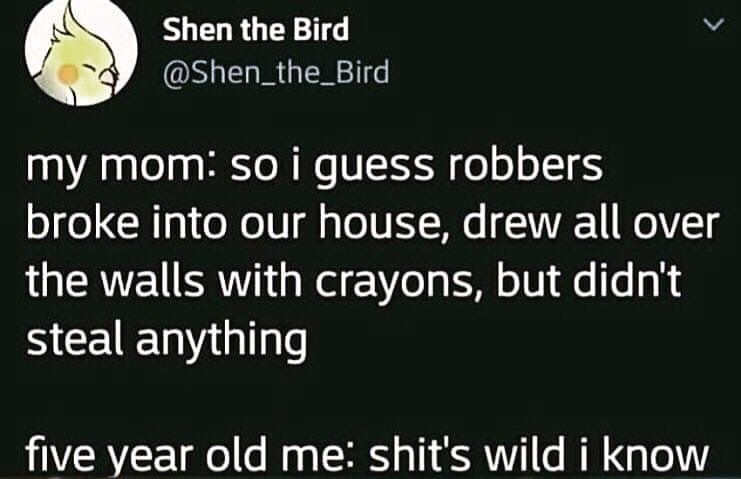 Shen the Bird
@Shen_the_Bird
my mom: so i guess robbers
broke into our house, drew all over
the walls with crayons, but didn't
steal anything
five year old me: shit's wild i know